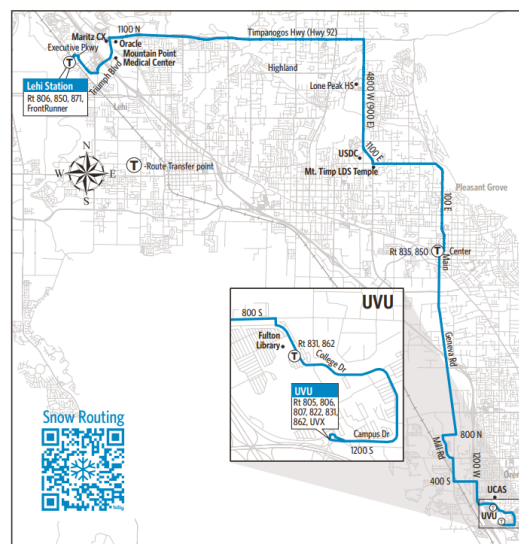 1100 N
Timpanogos Hwy (Hwy 92)
Maritz CX
Executive Pkwy
Oracle
Mountain Point
Medical Center
T
Triumph Blvd
Highland
Lone Peak HS
4800 W (900 E)
Lehi Station
Rt 806, 850, 871,
FrontRunner
Lehi
N
W
E
S
T -Route Transfer point
USDC
1100 E
Mt. Timp LDS Temple
Pleasant Grove
100 E
Rt 835, 850 T Center
Main
Geneva Rd
UVU
800 S
Rt 831, 862
Fulton
Library
T
College Dr
UVU
Rt 805, 806,
807, 822, 831,
862, UVX
Campus Dr
1200 S
Snow Routing
800 N
Mill Rd
1200 W
400 S
UCAS
UVU
T
T